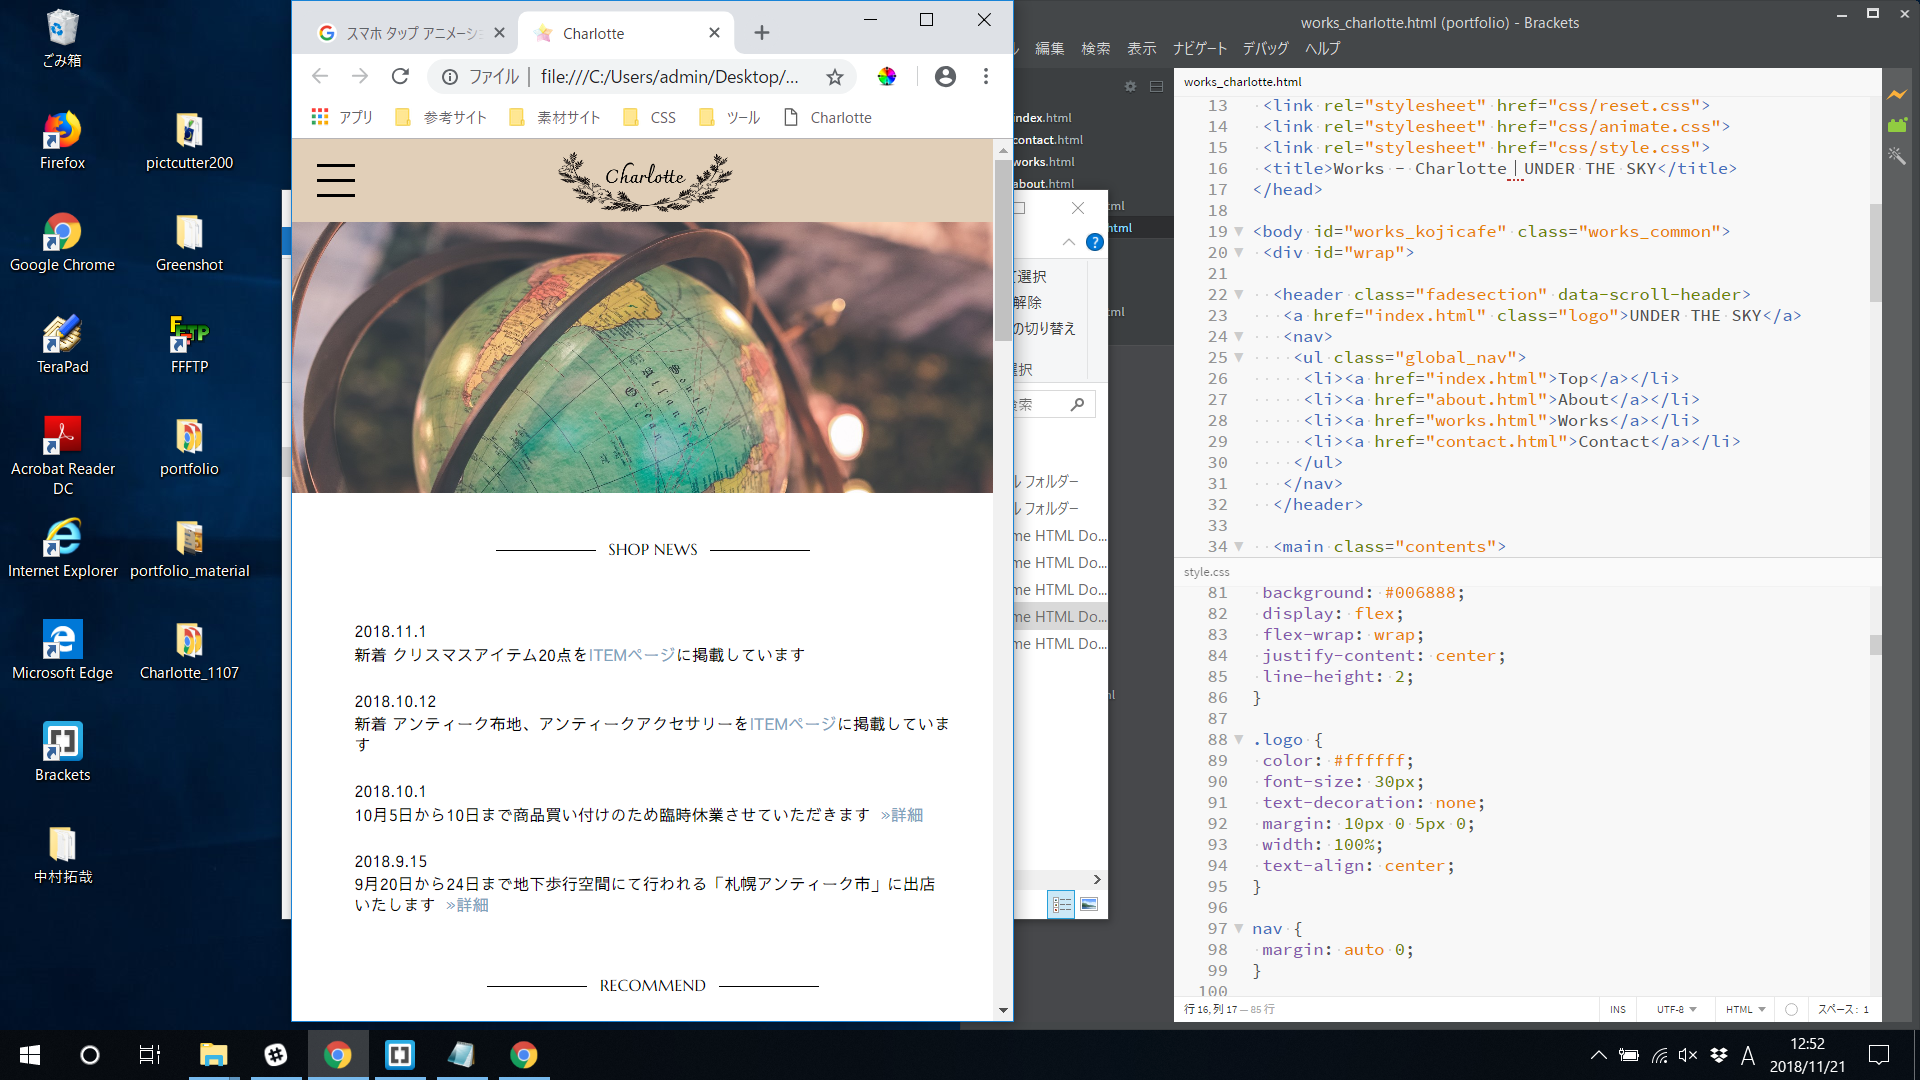 ごみ箱
Firefox
pictcutter200
Google Chrome
Greenshot
TeraPad
FFFTP
Acrobat Reader
DC
portfolio
Internet Explorer
portfolio_material
Microsoft Edge
Charlotte_1107
Brackets
中村拓哉
スマホ タップ アニメーシ
Charlotte
ファイル
file:///C:/Users/admin/Desktop/...
アプリ
参考サイト
素材サイト
CSS
ツール
Charlotte
Charlotte
SHOP NEWS
2018.11.1
新着 クリスマスアイテム20点をITEMページに掲載しています
2018.10.12
新着 アンティーク布地、アンティークアクセサリーをITEMページに掲載していま
す
2018.10.1
10月5日から10日まで商品買い付けのため臨時休業させていただきます »詳細
2018.9.15
9月20日から24日まで地下歩行空間にて行われる「札幌アンティーク市」に出店
いたします »詳細
RECOMMEND
works_charlotte.html (portfolio) - Brackets
編集 検索 表示 ナビゲート デバッグ ヘルプ
index.html
contact.html
works.html
about.html
html
選択
解除
の切り替え
選択
検索
ル フォルダー
ル フォルダー
me HTML Do...
me HTML Do...
me HTML Do...
me HTML Do...
me HTML Do...
works_charlotte.html
13 <link rel="stylesheet" href="css/reset.css">
14 <link rel="stylesheet" href="css/animate.css">
15 <link rel="stylesheet" href="css/style.css">
16 <title>Works - Charlotte | UNDER THE SKY</title>
17 </head>
18
19 <body id="works_kojicafe" class="works_common">
20 <div id="wrap">
21
22 <header class="fadesection" data-scroll-header>
23 <a href="index.html" class="logo">UNDER THE SKY</a>
24 <nav>
25 <ul class="global_nav">
26 <li><a href="index.html">Top</a></li>
27 <li><a href="about.html">About</a></li>
28 <li><a href="works.html">Works</a></li>
29 <li><a href="contact.html">Contact</a></li>
30 </ul>
31 </nav>
32 </header>
33
34 <main class="contents">
style.css
81 background: #006888;
82 display: flex;
83 flex-wrap: wrap;
84 justify-content: center;
85 line-height: 2;
86 }
87
88 .logo {
89 color: #ffffff;
90 font-size: 30px;
91 text-decoration: none;
92 margin: 10px 0 5px 0;
93 width: 100%;
94 text-align: center;
95 }
96
97 nav {
98 margin: auto 0;
99 }
100
行 16, 列 17 — 85 行
INS
UTF-8
HTML
スペース: 1
A
12:52
2018/11/21